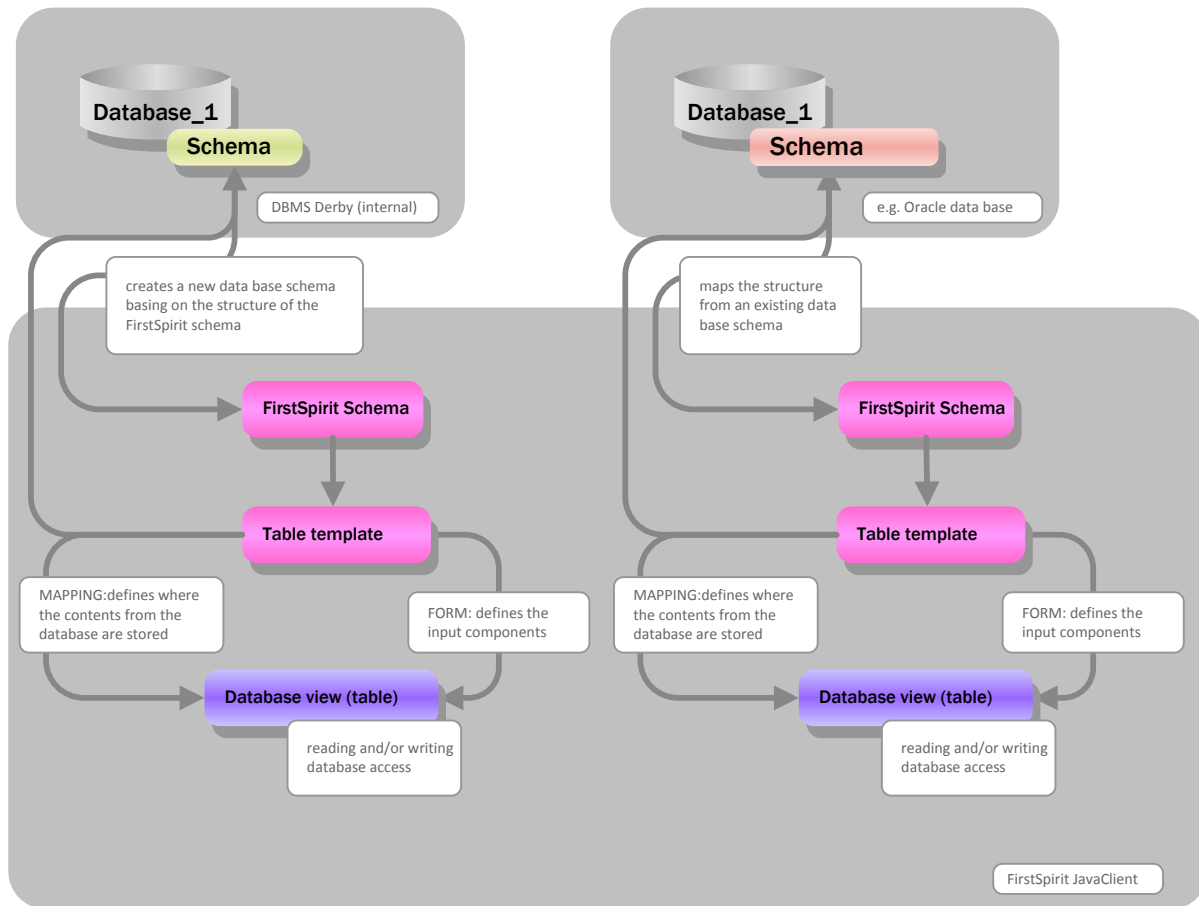 Database_1
Schema
DBMS Derby (internal)
creates a new data base schema
basing on the structure of the
FirstSpirit schema
FirstSpirit Schema
Table template
MAPPING:defines where
the contents from the
database are stored
FORM: defines the
input components
Database view (table)
reading and/or writing
database access
Database_1
Schema
e.g. Oracle data base
maps the structure
from an existing data
base schema
FirstSpirit Schema
Table template
MAPPING:defines where
the contents from the
database are stored
FORM: defines the
input components
Database view (table)
reading and/or writing
database access
FirstSpirit JavaClient